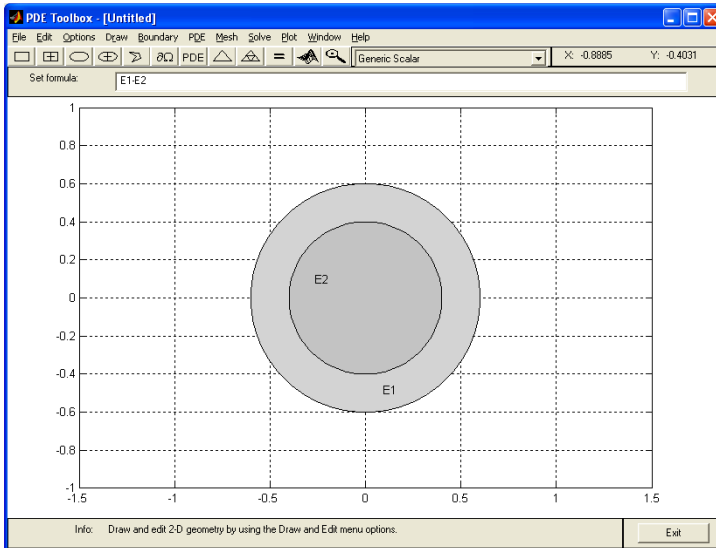 PDE Toolbox - [Untitled]
File Edit Options Draw Boundary PDE Mesh Solve Plot Window Help
∂Ω PDE = Generic Scalar X: -0.8885 Y: -0.4031
Set formula: E1-E2
1
0.8
0.6
0.4
0.2
0
-0.2
-0.4
-0.6
-0.8
-1
E2
E1
-1.5 -1 -0.5 0 0.5 1 1.5
Info: Draw and edit 2-D geometry by using the Draw and Edit menu options. Exit